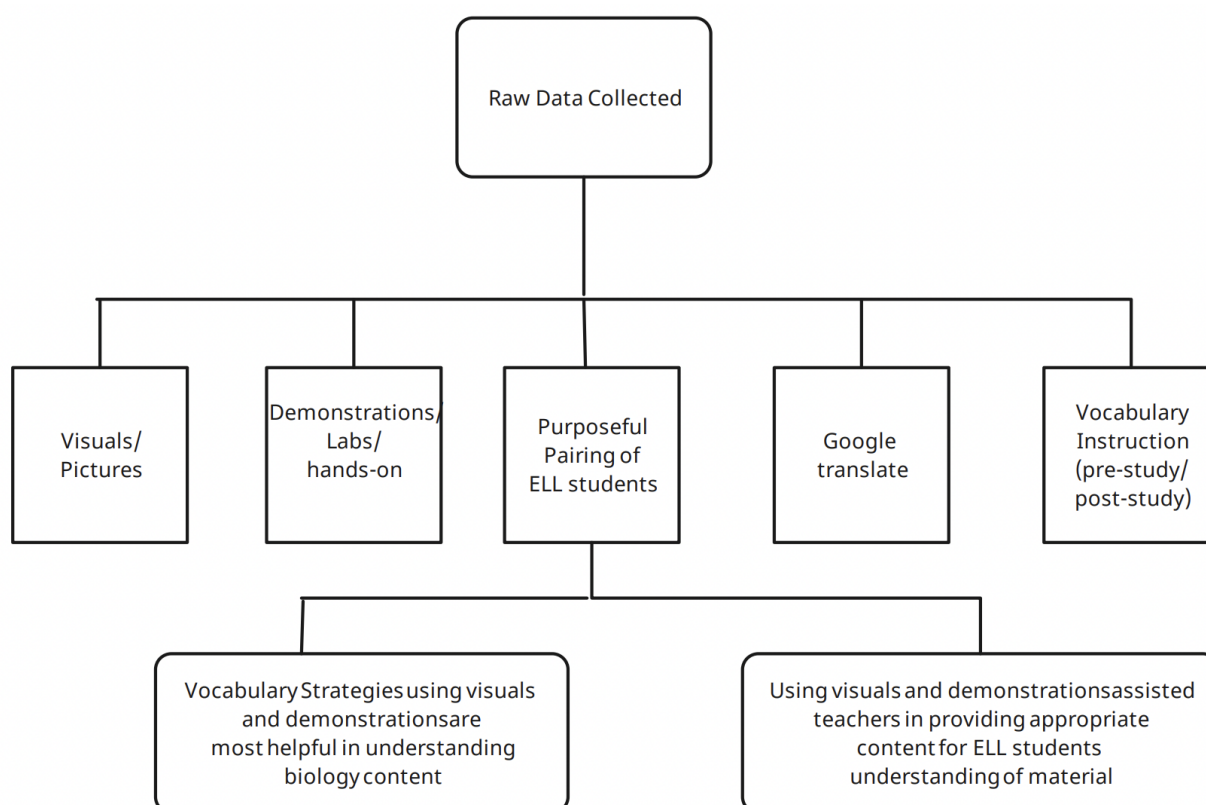 Raw Data Collected
Visuals/
Pictures
Demonstrations/
Labs/
hands-on
Purposeful
Pairing of
ELL students
Google
translate
Vocabulary
Instruction
(pre-study/
post-study)
Vocabulary Strategies using visuals
and demonstrationsare
most helpful in understanding
biology content
Using visuals and demonstrationsassisted
teachers in providing appropriate
content for ELL students
understanding of material